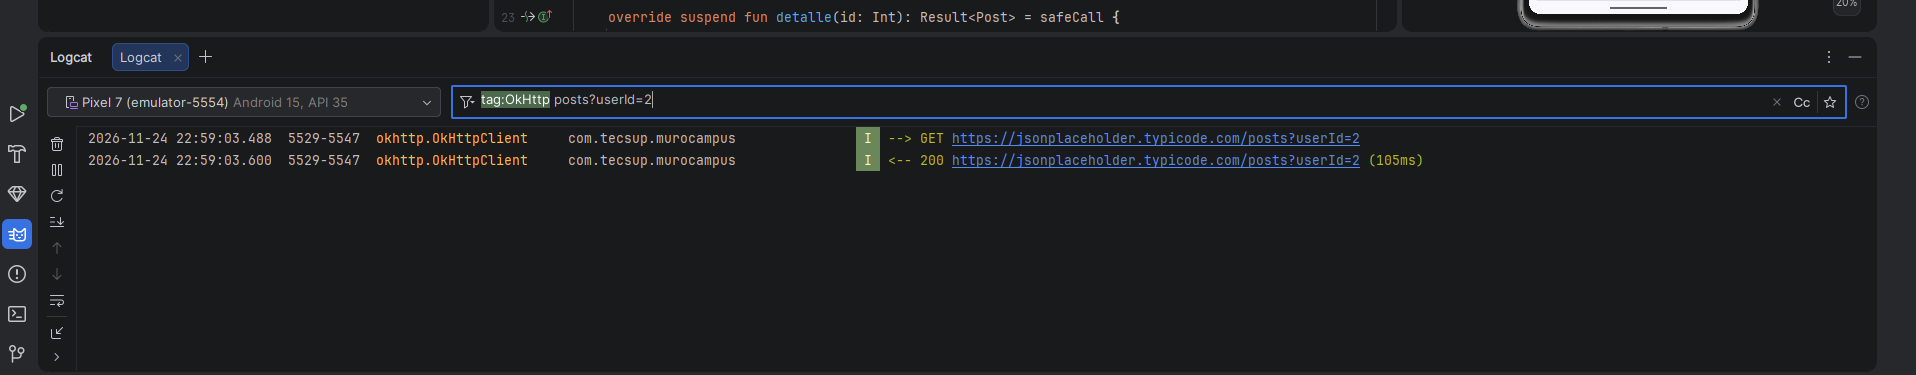 23 override suspend fun detalle(id: Int): Result<Post> = safeCall {
20%
Logcat Logcat
Pixel 7 (emulator-5554) Android 15, API 35
tag:OkHttp posts?userId=2
Cc
2026-11-24 22:59:03.488 5529-5547 okhttp.OkHttpClient com.tecsup.murocampus I --> GET https://jsonplaceholder.typicode.com/posts?userId=2
2026-11-24 22:59:03.600 5529-5547 okhttp.OkHttpClient com.tecsup.murocampus I <-- 200 https://jsonplaceholder.typicode.com/posts?userId=2 (105ms)